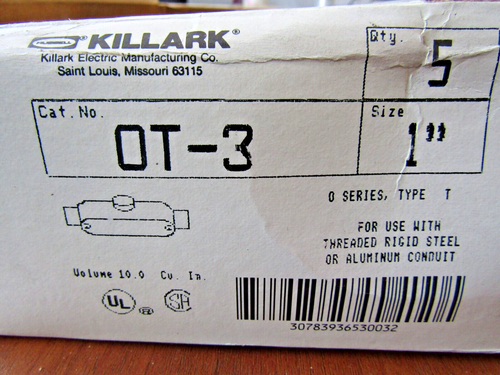 KILLARK®
Killark Electric Manufacturing Co.
Saint Louis, Missouri 63115
Qty.
5
Cat. No.
OT-3
Size
1"
O SERIES, TYPE T
FOR USE WITH
THREADED RIGID STEEL
OR ALUMINUM CONDUIT
Volume 10.0 Cu. In.
UL
SA
30783936530032